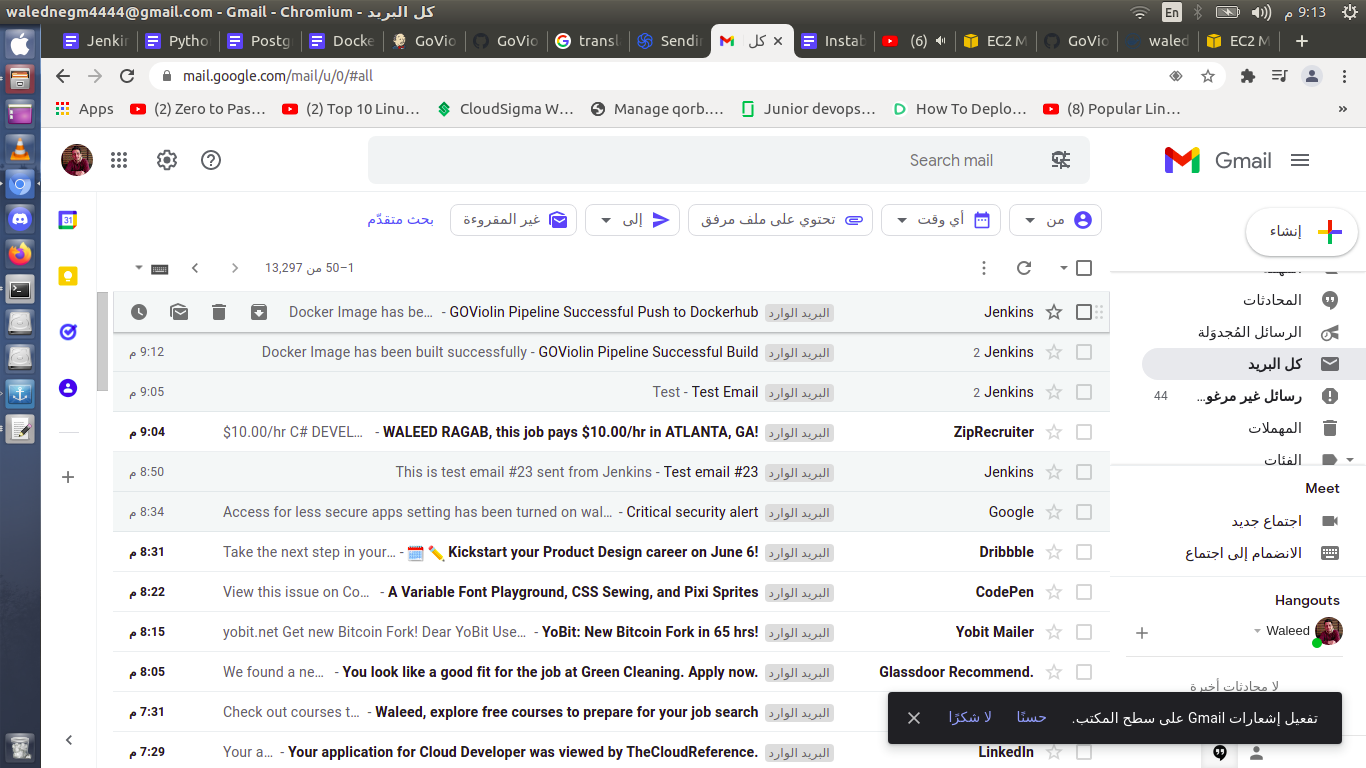 walednegm4444@gmail.com - Gmail - Chromium - كل البريد
En
9:13 م
Jenkin
Pytho
Postg
Docke
GoVio
GoVio
transl
Sendi
كل
Instab
(6)
EC2 M
GoVio
waled
EC2 M
mail.google.com/mail/u/0/#all
Apps
(2) Zero to Pas…
(2) Top 10 Linu…
CloudSigma W…
Manage qorb.…
Junior devops…
How To Deplo…
(8) Popular Lin…
»
Search mail
Gmail
من
أي وقت
تحتوي على ملف مرفق
إلى
غير المقروءة
بحث متقدّم
إنشاء
1–50 من 13,297
المحادثات
الرسائل المُجدوَلة
كل البريد
رسائل غير مرغو... 44
المهملات
الفئات
Meet
اجتماع جديد
الانضمام إلى اجتماع
Hangouts
Waleed
لا محادثات أخيرة
Jenkins البريد الوارد GOViolin Pipeline Successful Push to Dockerhub - Docker Image has be…
Jenkins 2 البريد الوارد GOViolin Pipeline Successful Build - Docker Image has been built successfully 9:12 م
Jenkins 2 البريد الوارد Test Email - Test 9:05 م
ZipRecruiter البريد الوارد WALEED RAGAB, this job pays $10.00/hr in ATLANTA, GA! - $10.00/hr C# DEVEL… 9:04 م
Jenkins البريد الوارد Test email #23 - This is test email #23 sent from Jenkins 8:50 م
Google البريد الوارد Critical security alert - Access for less secure apps setting has been turned on wal… 8:34 م
Dribbble البريد الوارد Kickstart your Product Design career on June 6! - Take the next step in your… 8:31 م
CodePen البريد الوارد A Variable Font Playground, CSS Sewing, and Pixi Sprites - View this issue on Co… 8:22 م
Yobit Mailer البريد الوارد YoBit: New Bitcoin Fork in 65 hrs! - yobit.net Get new Bitcoin Fork! Dear YoBit Use… 8:15 م
Glassdoor Recommend. البريد الوارد You look like a good fit for the job at Green Cleaning. Apply now. - We found a ne… 8:05 م
البريد الوارد Waleed, explore free courses to prepare for your job search - Check out courses t… 7:31 م
LinkedIn البريد الوارد Your application for Cloud Developer was viewed by TheCloudReference. - Your a… 7:29 م
تفعيل إشعارات Gmail على سطح المكتب. حسنًا لا شكرًا